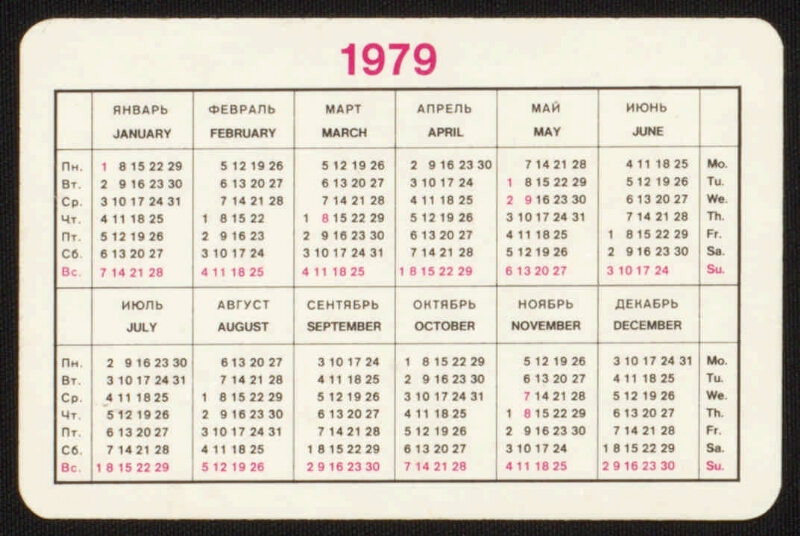 1979
ЯНВАРЬ ФЕВРАЛЬ МАРТ АПРЕЛЬ МАЙ ИЮНЬ
JANUARY FEBRUARY MARCH APRIL MAY JUNE
Пн. 1 8 15 22 29 5 12 19 26 5 12 19 26 2 9 16 23 30 7 14 21 28 4 11 18 25 Mo.
Вт. 2 9 16 23 30 6 13 20 27 6 13 20 27 3 10 17 24 1 8 15 22 29 5 12 19 26 Tu.
Ср. 3 10 17 24 31 7 14 21 28 7 14 21 28 4 11 18 25 2 9 16 23 30 6 13 20 27 We.
Чт. 4 11 18 25 1 8 15 22 1 8 15 22 29 5 12 19 26 3 10 17 24 31 7 14 21 28 Th.
Пт. 5 12 19 26 2 9 16 23 2 9 16 23 30 6 13 20 27 4 11 18 25 1 8 15 22 29 Fr.
Сб. 6 13 20 27 3 10 17 24 3 10 17 24 31 7 14 21 28 5 12 19 26 2 9 16 23 30 Sa.
Вс. 7 14 21 28 4 11 18 25 4 11 18 25 1 8 15 22 29 6 13 20 27 3 10 17 24 Su.
ИЮЛЬ АВГУСТ СЕНТЯБРЬ ОКТЯБРЬ НОЯБРЬ ДЕКАБРЬ
JULY AUGUST SEPTEMBER OCTOBER NOVEMBER DECEMBER
Пн. 2 9 16 23 30 6 13 20 27 3 10 17 24 1 8 15 22 29 5 12 19 26 3 10 17 24 31 Mo.
Вт. 3 10 17 24 31 7 14 21 28 4 11 18 25 2 9 16 23 30 6 13 20 27 4 11 18 25 Tu.
Ср. 4 11 18 25 1 8 15 22 29 5 12 19 26 3 10 17 24 31 7 14 21 28 5 12 19 26 We.
Чт. 5 12 19 26 2 9 16 23 30 6 13 20 27 4 11 18 25 1 8 15 22 29 6 13 20 27 Th.
Пт. 6 13 20 27 3 10 17 24 31 7 14 21 28 5 12 19 26 2 9 16 23 30 7 14 21 28 Fr.
Сб. 7 14 21 28 4 11 18 25 1 8 15 22 29 6 13 20 27 3 10 17 24 1 8 15 22 29 Sa.
Вс. 1 8 15 22 29 5 12 19 26 2 9 16 23 30 7 14 21 28 4 11 18 25 2 9 16 23 30 Su.